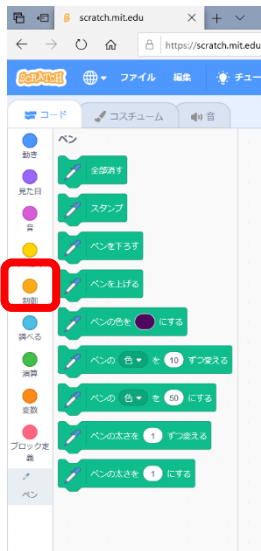 scratch.mit.edu
https://scratch.mit.edu
SCRATCH ファイル 編集 チュー
コード コスチューム 音
動き
見た目
音
制御
調べる
演算
変数
ブロック定義
ペン
ペン
全部消す
スタンプ
ペンを下ろす
ペンを上げる
ペンの色を にする
ペンの 色 を 10 ずつ変える
ペンの 色 を 50 にする
ペンの太さを 1 ずつ変える
ペンの太さを 1 にする